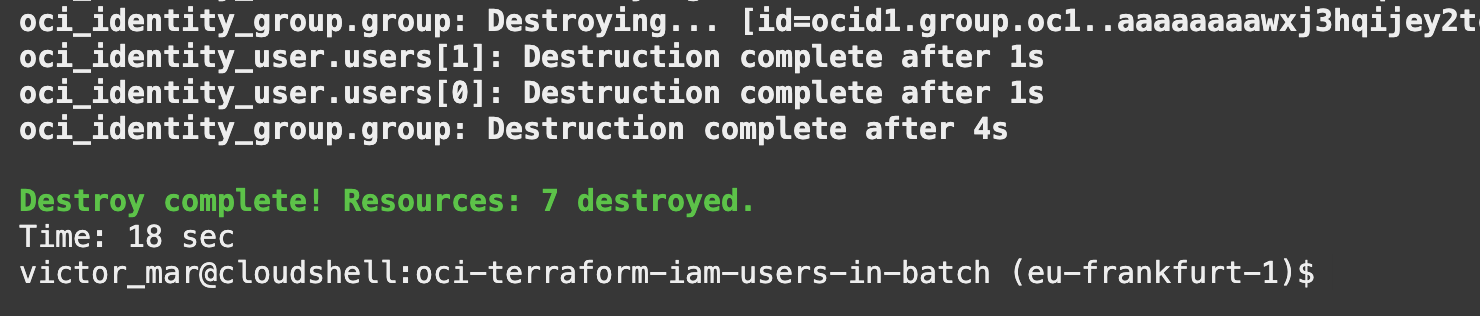 oci_identity_group.group: Destroying... [id=ocid1.group.oc1..aaaaaaaawxj3hqijey2t
oci_identity_user.users[1]: Destruction complete after 1s
oci_identity_user.users[0]: Destruction complete after 1s
oci_identity_group.group: Destruction complete after 4s
Destroy complete! Resources: 7 destroyed.
Time: 18 sec
victor_mar@cloudshell:oci-terraform-iam-users-in-batch (eu-frankfurt-1)$